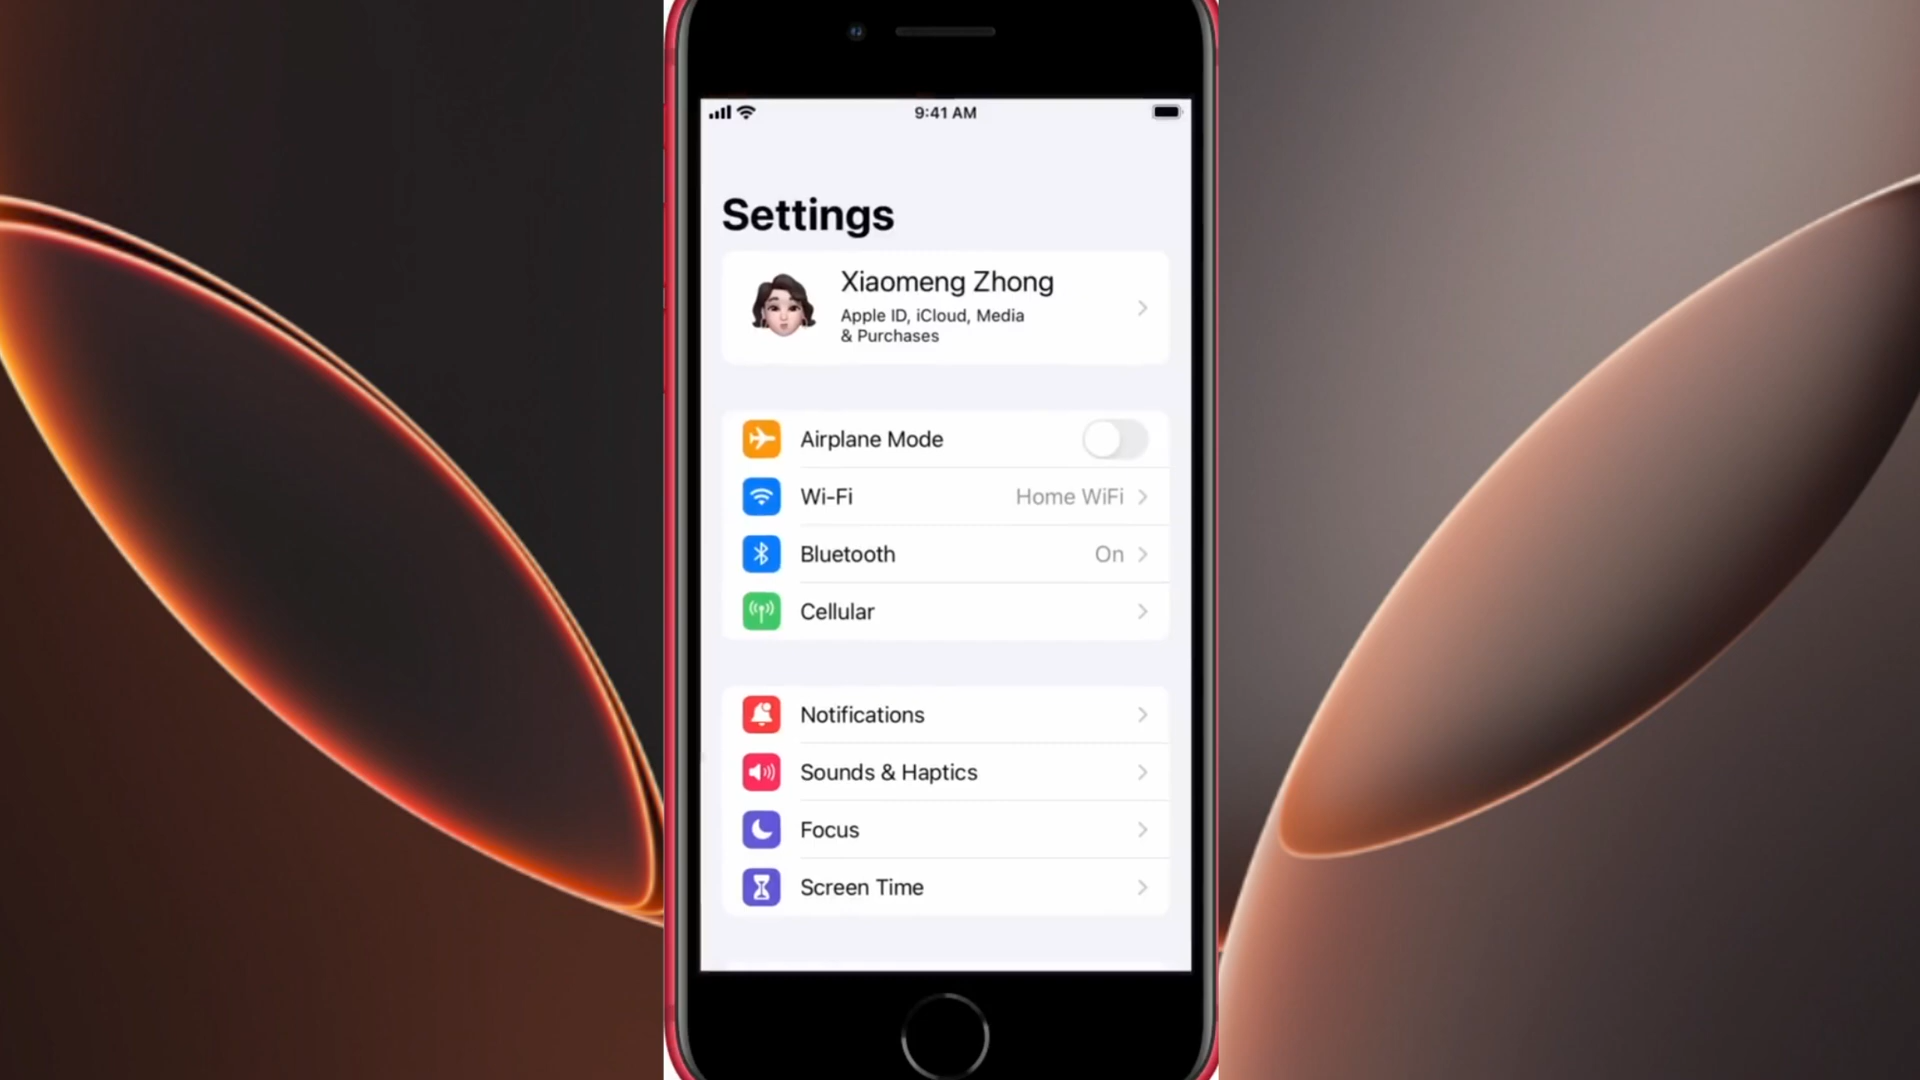 9:41 AM
Settings
Xiaomeng Zhong
Apple ID, iCloud, Media
& Purchases
Airplane Mode
Wi-Fi Home WiFi
Bluetooth On
Cellular
Notifications
Sounds & Haptics
Focus
Screen Time